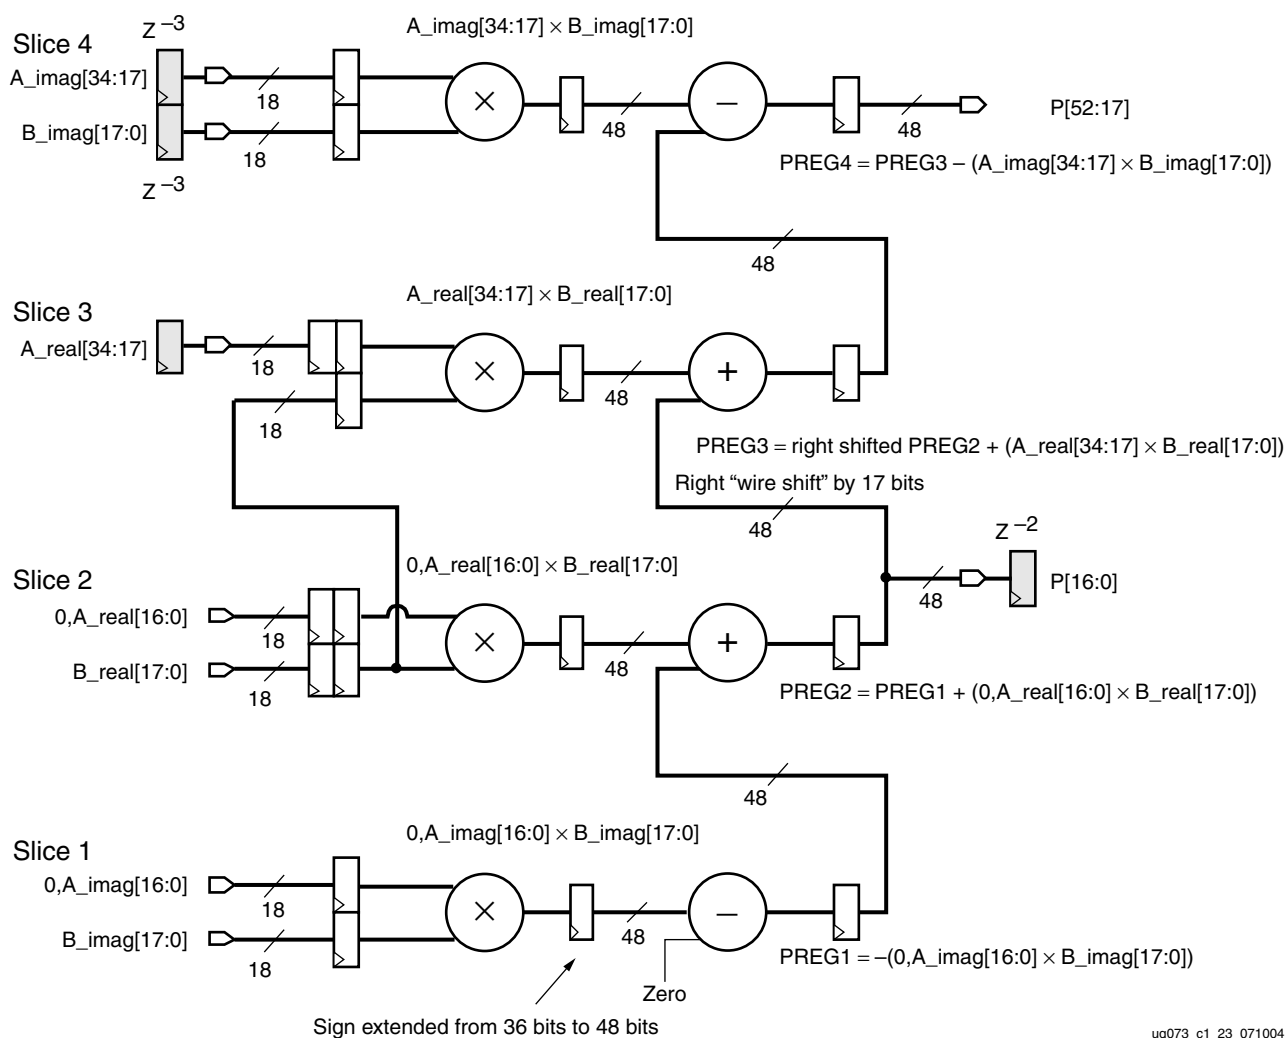 Z–3
A_imag[34:17] × B_imag[17:0]
Slice 4
A_imag[34:17]
18
×
–
48
48
P[52:17]
B_imag[17:0]
18
PREG4 = PREG3 – (A_imag[34:17] × B_imag[17:0])
Z–3
48
A_real[34:17] × B_real[17:0]
Slice 3
A_real[34:17]
18
×
+
48
18
PREG3 = right shifted PREG2 + (A_real[34:17] × B_real[17:0])
Right “wire shift” by 17 bits
48
Z–2
0,A_real[16:0] × B_real[17:0]
Slice 2
48
P[16:0]
0,A_real[16:0]
18
×
+
48
B_real[17:0]
18
PREG2 = PREG1 + (0,A_real[16:0] × B_real[17:0])
48
0,A_imag[16:0] × B_imag[17:0]
Slice 1
0,A_imag[16:0]
18
×
–
48
B_imag[17:0]
18
PREG1 = –(0,A_imag[16:0] × B_imag[17:0])
Zero
Sign extended from 36 bits to 48 bits
ug073_c1_23_071004